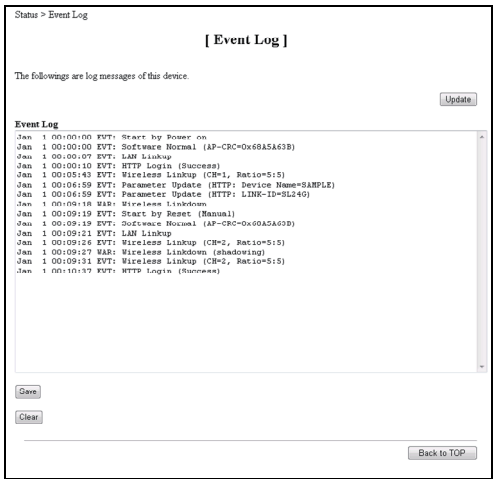 Status > Event Log
[ Event Log ]
The followings are log messages of this device.
Update
Event Log
Jan 1 00:00:00 EVT: Start by Power on
Jan 1 00:00:00 EVT: Software Normal (AP-CRC=0x68A5A63B)
Jan 1 00:00:07 EVT: LAN Linkup
Jan 1 00:00:10 EVT: HTTP Login (Success)
Jan 1 00:05:43 EVT: Wireless Linkup (CH=1, Ratio=5:5)
Jan 1 00:06:59 EVT: Parameter Update (HTTP: Device Name=SAMPLE)
Jan 1 00:06:59 EVT: Parameter Update (HTTP: LINK-ID=SL24G)
Jan 1 00:09:18 WAR: Wireless Linkdown
Jan 1 00:09:19 EVT: Start by Reset (Manual)
Jan 1 00:09:19 EVT: Software Normal (AP-CRC=0x68A5A63B)
Jan 1 00:09:21 EVT: LAN Linkup
Jan 1 00:09:26 EVT: Wireless Linkup (CH=2, Ratio=5:5)
Jan 1 00:09:27 WAR: Wireless Linkdown (shadowing)
Jan 1 00:09:31 EVT: Wireless Linkup (CH=2, Ratio=5:5)
Jan 1 00:10:37 EVT: HTTP Login (Success)
Save
Clear
Back to TOP